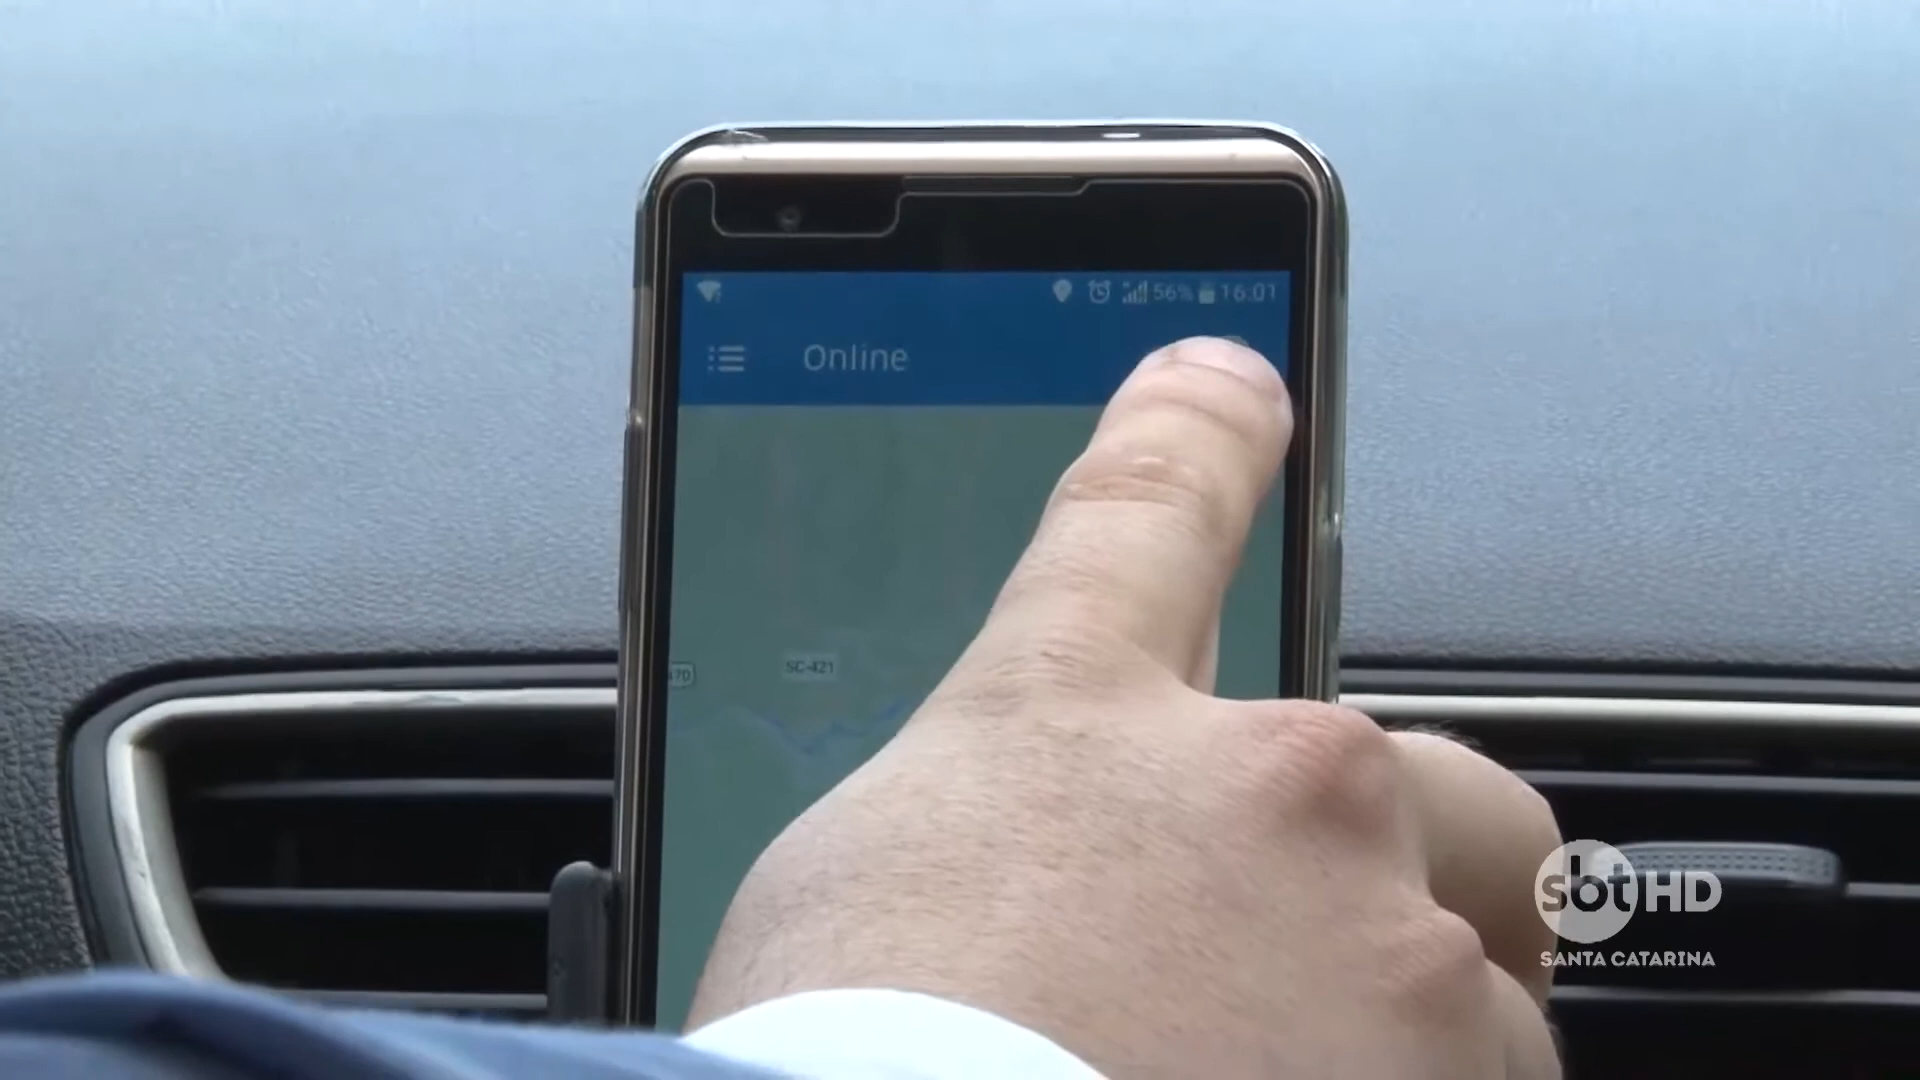 56% 16:01
Online
SC-421
470
sbt HD
SANTA CATARINA